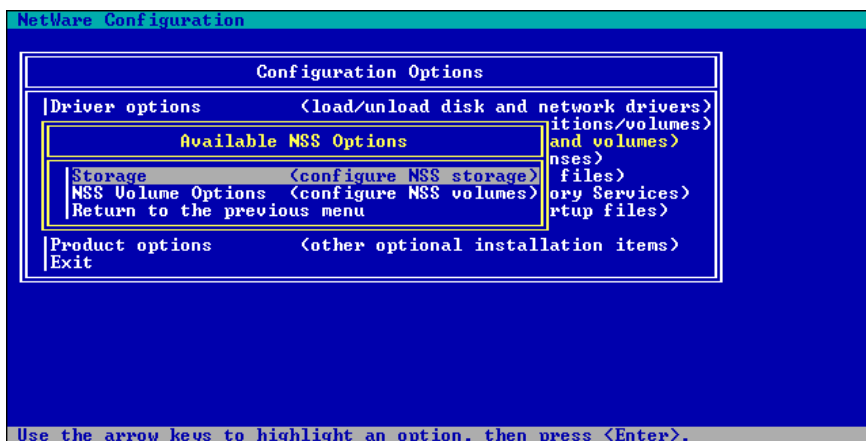 NetWare Configuration
Configuration Options
Driver options (load/unload disk and network drivers)
itions/volumes)
Available NSS Options and volumes)
nses)
Storage (configure NSS storage) files)
NSS Volume Options (configure NSS volumes) ory Services)
Return to the previous menu rtup files)
Product options (other optional installation items)
Exit
Use the arrow keys to highlight an option, then press <Enter>.